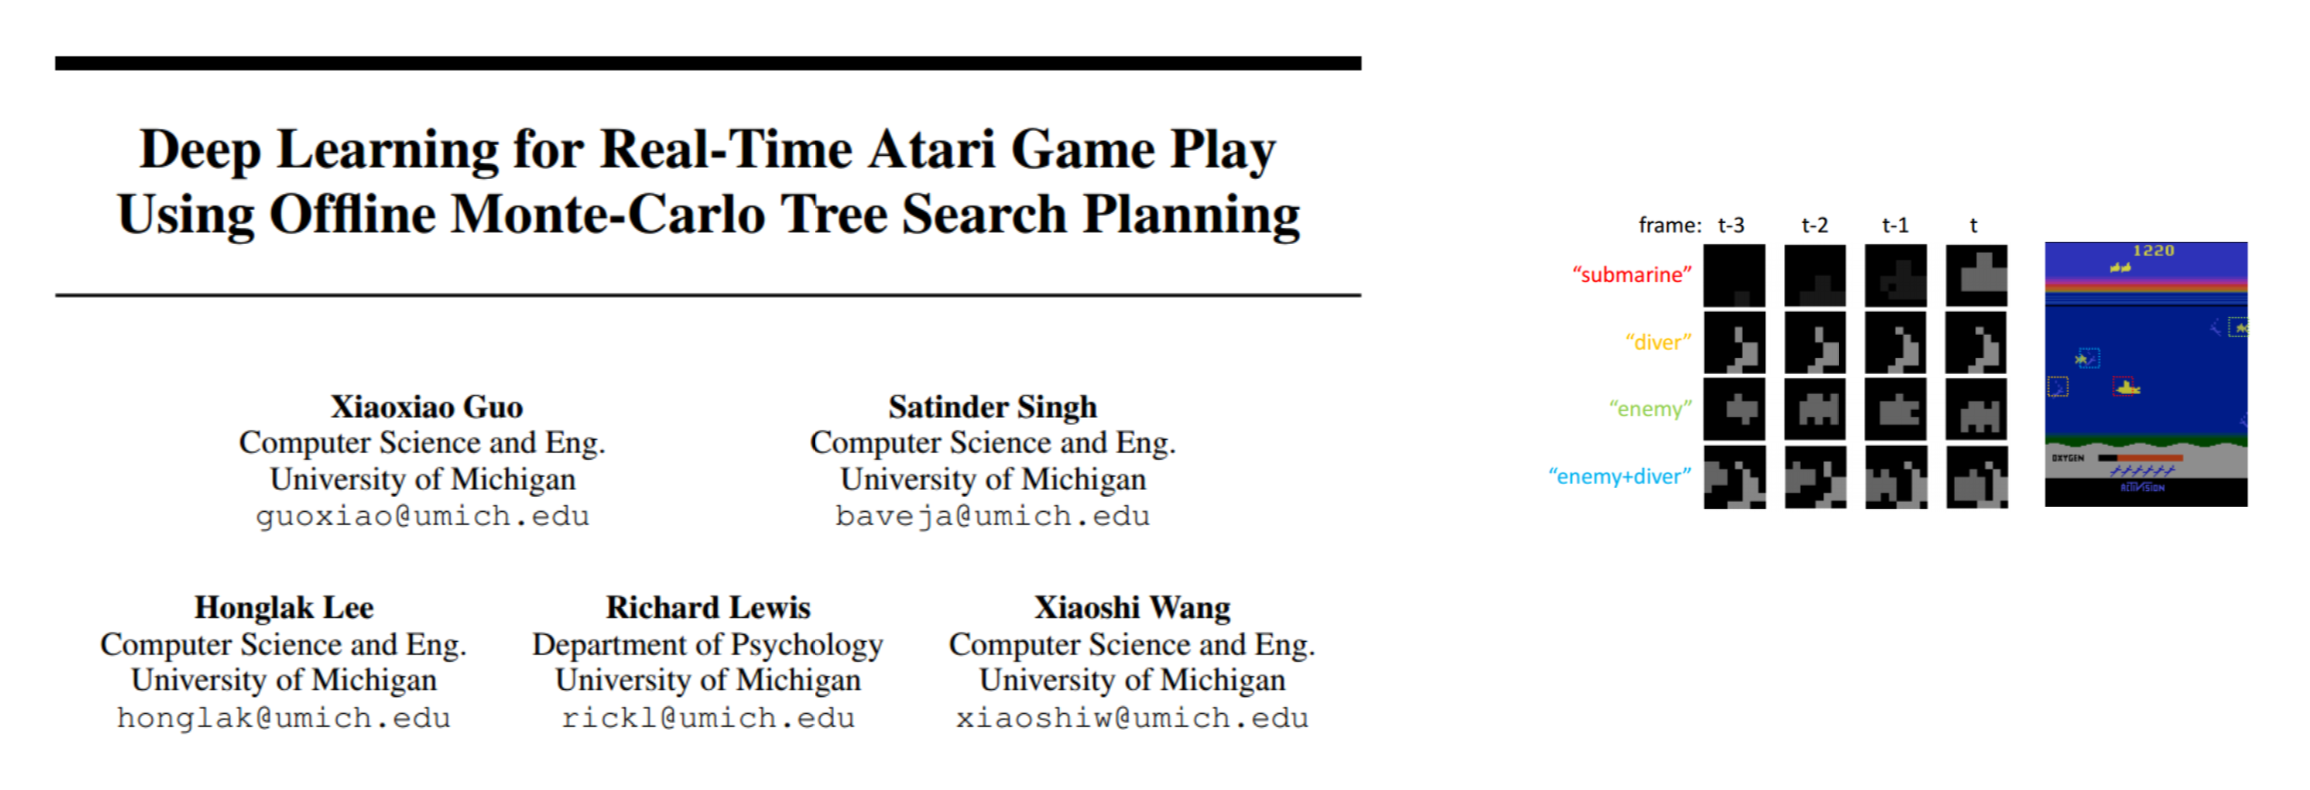 Deep Learning for Real-Time Atari Game Play
Using Offline Monte-Carlo Tree Search Planning
Xiaoxiao Guo
Computer Science and Eng.
University of Michigan
guoxiao@umich.edu
Satinder Singh
Computer Science and Eng.
University of Michigan
baveja@umich.edu
Honglak Lee
Computer Science and Eng.
University of Michigan
honglak@umich.edu
Richard Lewis
Department of Psychology
University of Michigan
rickl@umich.edu
Xiaoshi Wang
Computer Science and Eng.
University of Michigan
xiaoshiw@umich.edu
frame: t-3 t-2 t-1 t
“submarine”
“diver”
“enemy”
“enemy+diver”
1220
OXYGEN
ACTIVISION